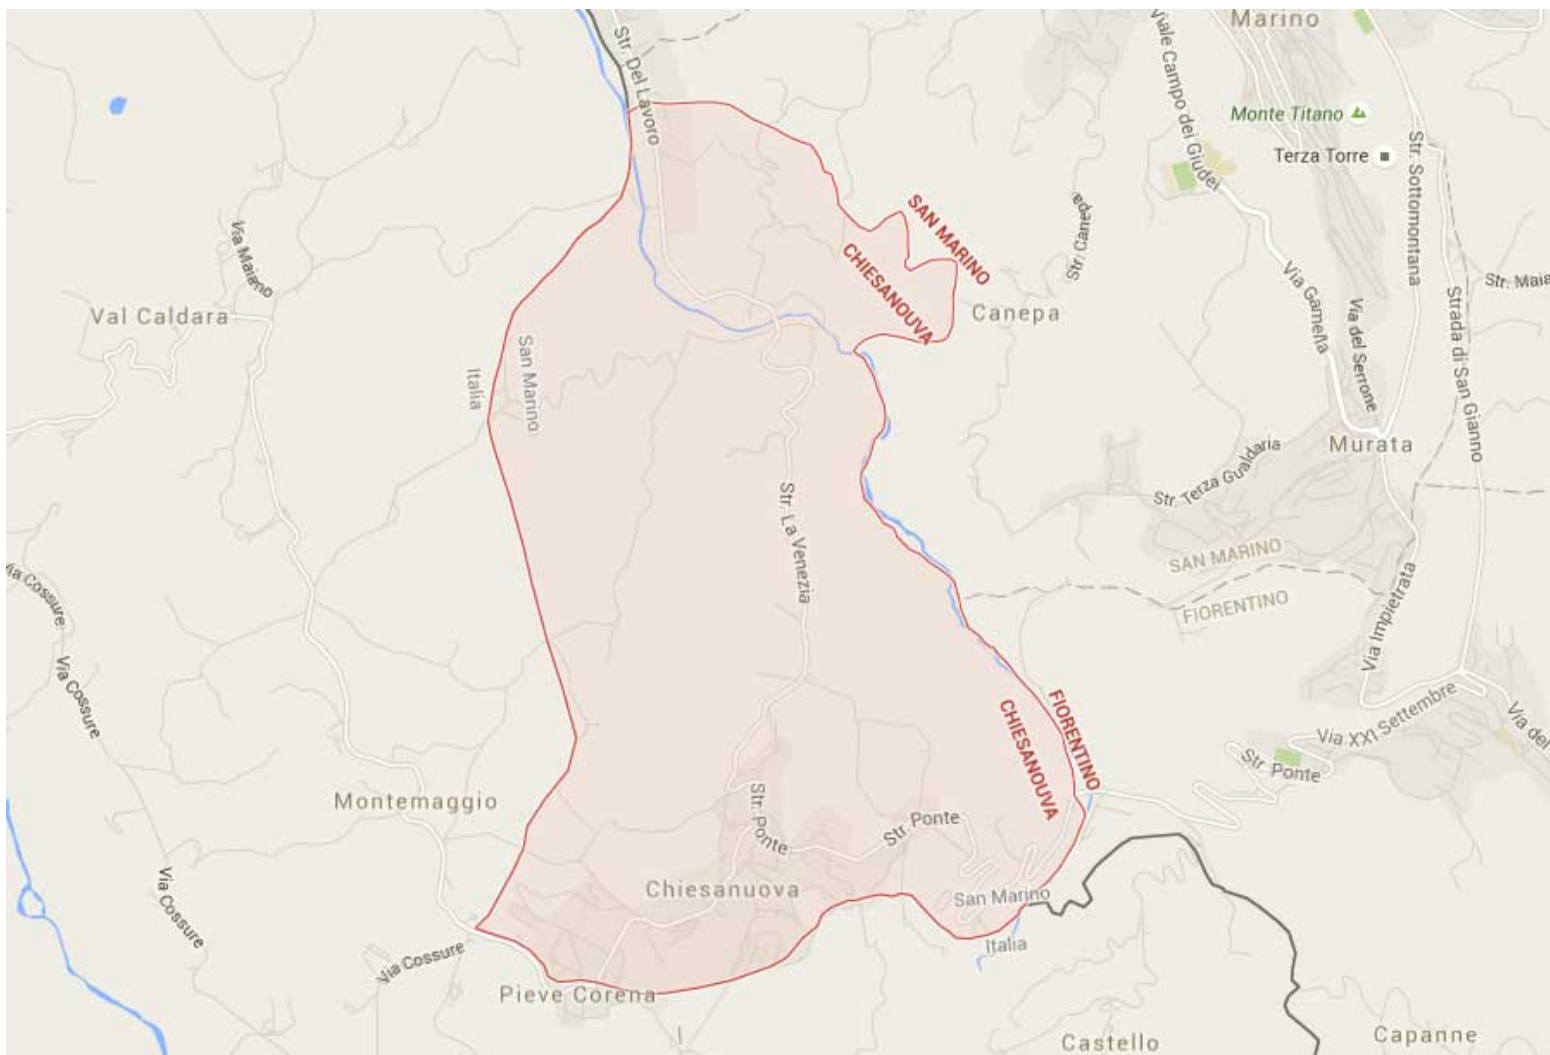 Marino
Str. Del Lavoro
Viale Campo dei Giudei
Monte Titano
Terza Torre
Str. Sottomontana
SAN MARINO
CHIESANOUVA
Str. Canepa
Via Maiano
Val Caldara
Canepa
Via Gamella
Via del Serrone
Str. Maia
Strada di San Gianno
San Marino
Italia
Murata
Str. Terza Gualdaria
Str. La Venezia
SAN MARINO
FIORENTINO
Via Cossure
Via Impietrata
Via Cossure
FIORENTINO
CHIESANOUVA
Via XXI Settembre
Via del
Str. Ponte
Montemaggio
Str. Ponte
Str. Ponte
Chiesanuova
San Marino
Via Cossure
Via Cossure
Italia
Pieve Corena
Castello
Capanne